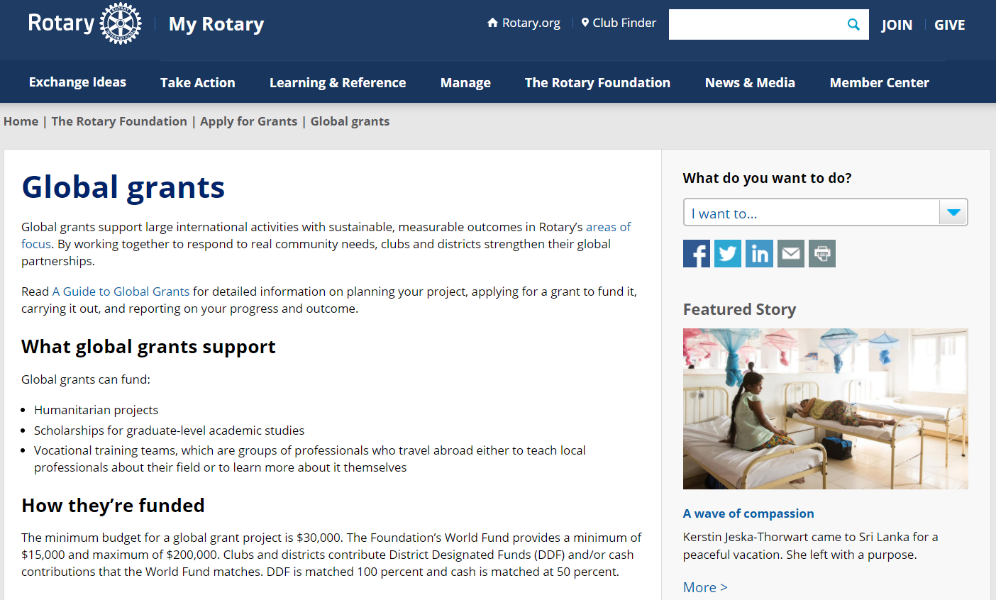 Rotary
My Rotary
Rotary.org
Club Finder
JOIN
GIVE
Exchange Ideas
Take Action
Learning & Reference
Manage
The Rotary Foundation
News & Media
Member Center
Home | The Rotary Foundation | Apply for Grants | Global grants
Global grants
Global grants support large international activities with sustainable, measurable outcomes in Rotary's areas of
focus. By working together to respond to real community needs, clubs and districts strengthen their global
partnerships.
Read A Guide to Global Grants for detailed information on planning your project, applying for a grant to fund it,
carrying it out, and reporting on your progress and outcome.
What global grants support
Global grants can fund:
• Humanitarian projects
• Scholarships for graduate-level academic studies
• Vocational training teams, which are groups of professionals who travel abroad either to teach local
professionals about their field or to learn more about it themselves
How they're funded
The minimum budget for a global grant project is $30,000. The Foundation's World Fund provides a minimum of
$15,000 and maximum of $200,000. Clubs and districts contribute District Designated Funds (DDF) and/or cash
contributions that the World Fund matches. DDF is matched 100 percent and cash is matched at 50 percent.
What do you want to do?
I want to...
f
in
Featured Story
A wave of compassion
Kerstin Jeska-Thorwart came to Sri Lanka for a
peaceful vacation. She left with a purpose.
More >